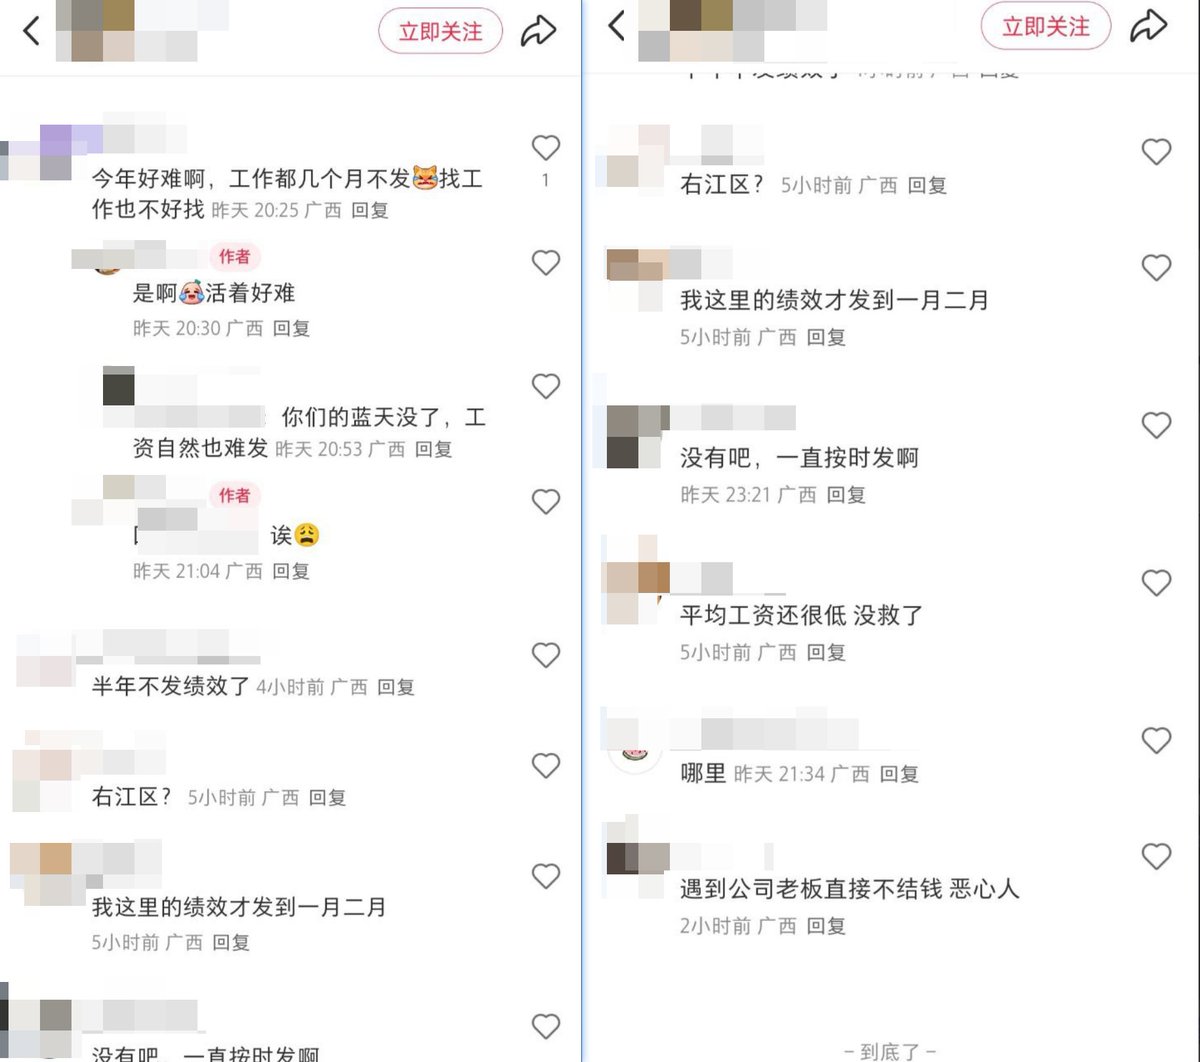 立即关注
今年好难啊，工作都几个月不发😹找工
作也不好找 昨天 20:25 广西 回复
1
作者
是啊😭活着好难
昨天 20:30 广西 回复
你们的蓝天没了，工
资自然也难发 昨天 20:53 广西 回复
作者
诶😩
昨天 21:04 广西 回复
半年不发绩效了 4小时前 广西 回复
右江区？ 5小时前 广西 回复
我这里的绩效才发到一月二月
5小时前 广西 回复
没有吧，一直按时发啊
立即关注
右江区？ 5小时前 广西 回复
我这里的绩效才发到一月二月
5小时前 广西 回复
没有吧，一直按时发啊
昨天 23:21 广西 回复
平均工资还很低 没救了
5小时前 广西 回复
哪里 昨天 21:34 广西 回复
遇到公司老板直接不结钱 恶心人
2小时前 广西 回复
– 到底了 –